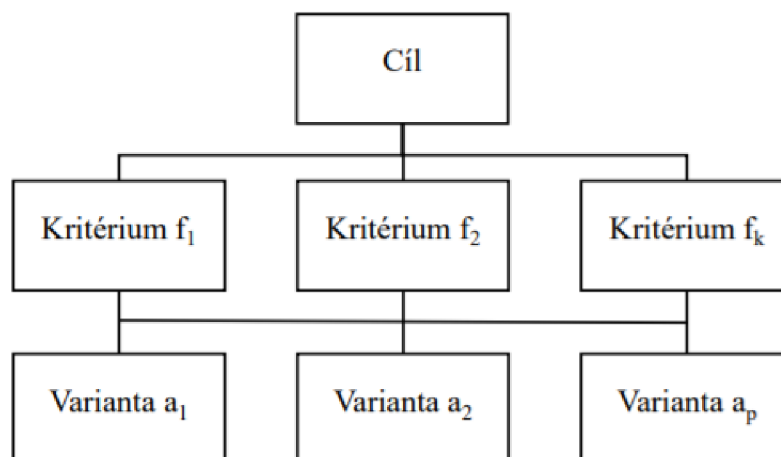 Cíl
Kritérium f₁
Kritérium f₂
Kritérium fₖ
Varianta a₁
Varianta a₂
Varianta aₚ